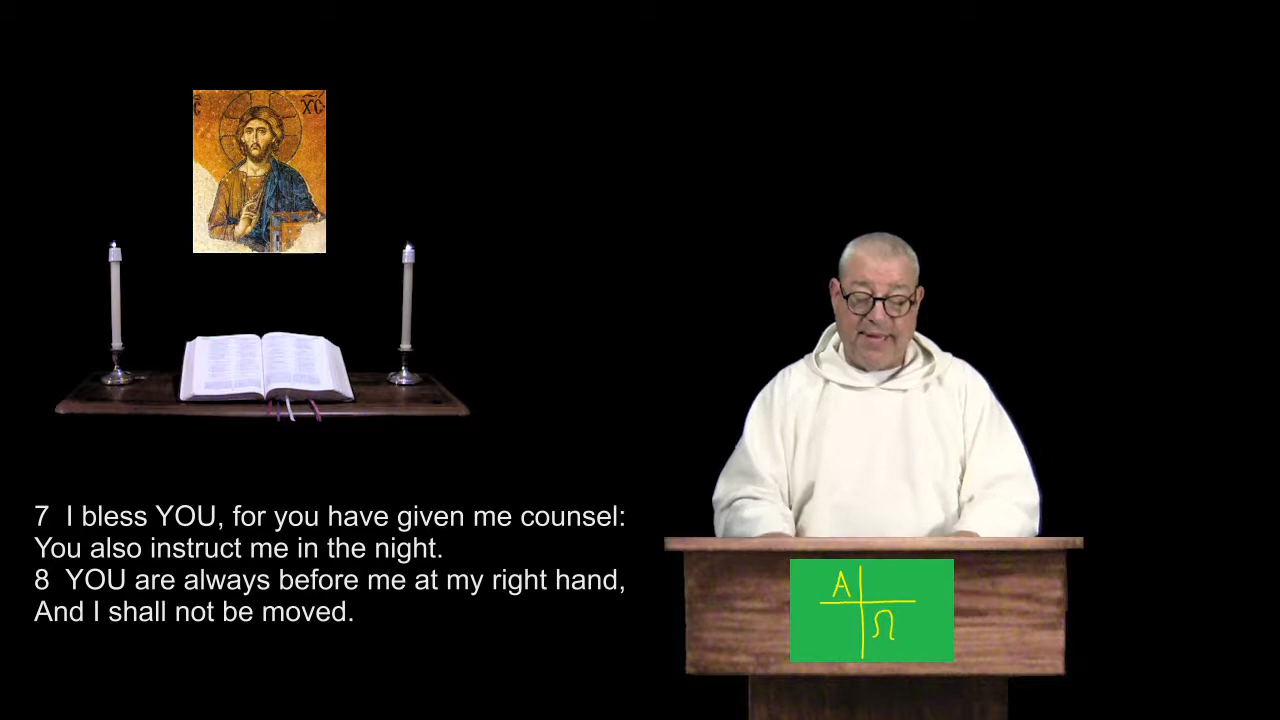 C XC
7 I bless YOU, for you have given me counsel:
You also instruct me in the night.
8 YOU are always before me at my right hand,
And I shall not be moved.
A
Ω